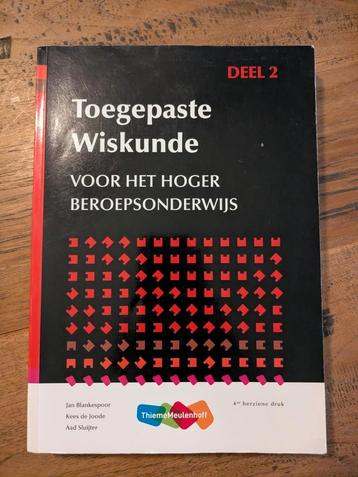 DEEL 2
Toegepaste
Wiskunde
VOOR HET HOGER
BEROEPSONDERWIJS
Jan Blankespoor
Kees de Joode
Aad Sluijter
ThiemeMeulenhoff
4de herziene druk